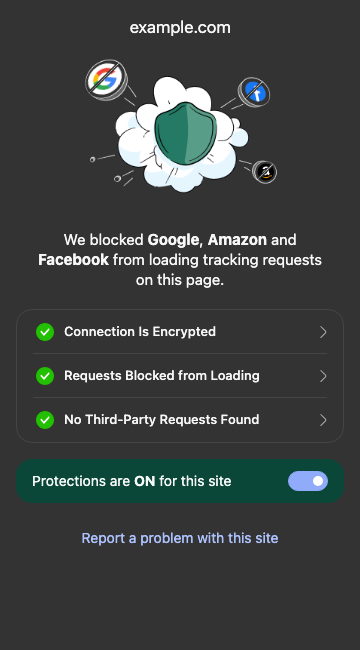 example.com
We blocked Google, Amazon and
Facebook from loading tracking requests
on this page.
Connection Is Encrypted
Requests Blocked from Loading
No Third-Party Requests Found
Protections are ON for this site
Report a problem with this site